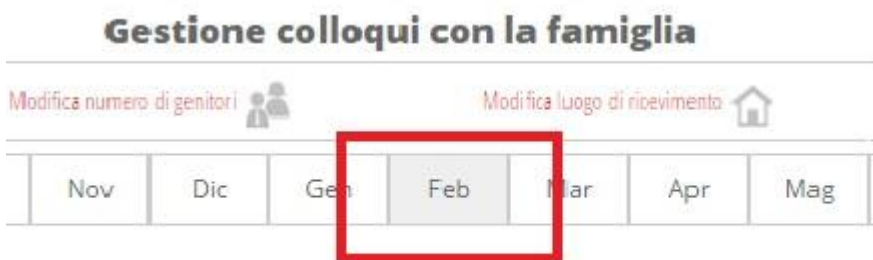 Gestione colloqui con la famiglia
Modifica numero di genitori Modifica luogo di ricevimento
Nov Dic Gen Feb Mar Apr Mag